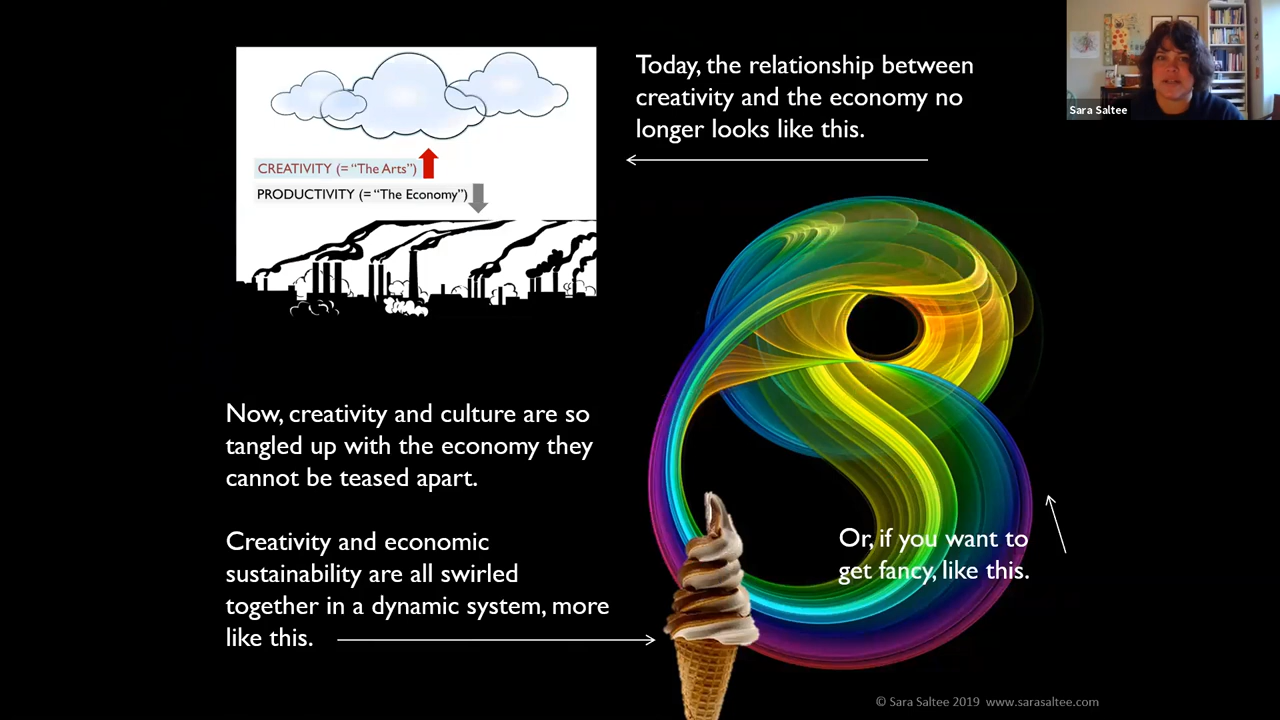 Today, the relationship between
creativity and the economy no
longer looks like this.
Sara Saltee
CREATIVITY (= “The Arts”)
PRODUCTIVITY (= “The Economy”)
Now, creativity and culture are so
tangled up with the economy they
cannot be teased apart.
Creativity and economic
sustainability are all swirled
together in a dynamic system, more
like this.
Or, if you want to
get fancy, like this.
© Sara Saltee 2019 www.sarasaltee.com